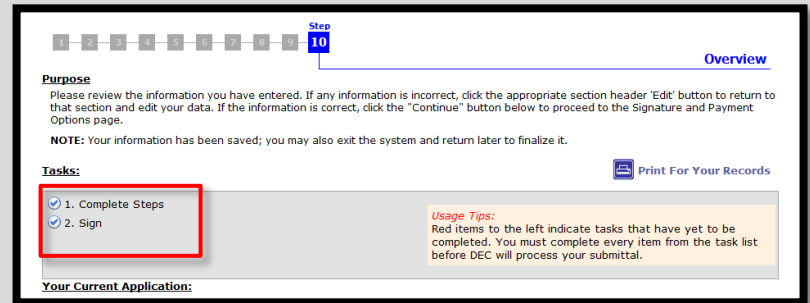 Step
1 2 3 4 5 6 7 8 9 10
Overview
Purpose
Please review the information you have entered. If any information is incorrect, click the appropriate section header 'Edit' button to return to
that section and edit your data. If the information is correct, click the "Continue" button below to proceed to the Signature and Payment
Options page.
NOTE: Your information has been saved; you may also exit the system and return later to finalize it.
Tasks:
Print For Your Records
1. Complete Steps
2. Sign
Usage Tips:
Red items to the left indicate tasks that have yet to be
completed. You must complete every item from the task list
before DEC will process your submittal.
Your Current Application: